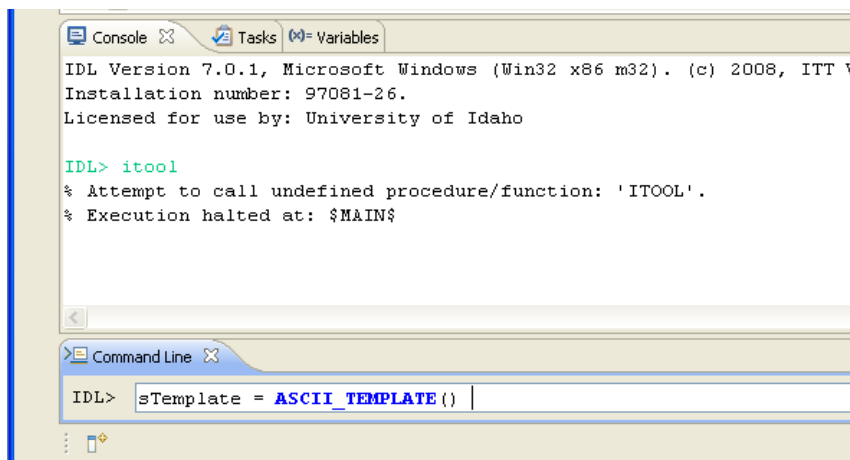 Console Tasks (x)= Variables
IDL Version 7.0.1, Microsoft Windows (Win32 x86 m32). (c) 2008, ITT
Installation number: 97081-26.
Licensed for use by: University of Idaho
IDL> itool
% Attempt to call undefined procedure/function: 'ITOOL'.
% Execution halted at: $MAIN$
Command Line
IDL> sTemplate = ASCII_TEMPLATE()